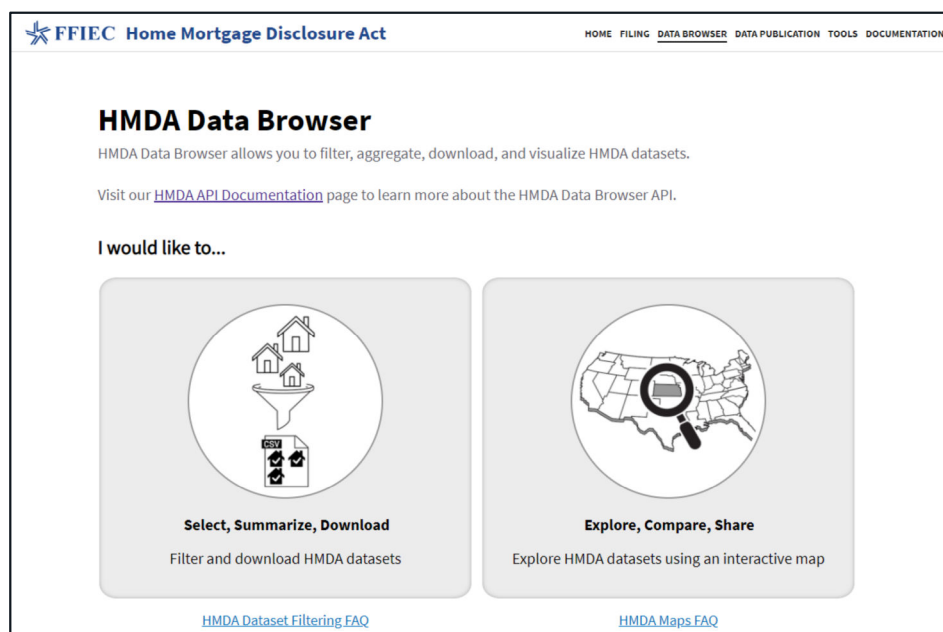 FFIEC Home Mortgage Disclosure Act
HOME FILING DATA BROWSER DATA PUBLICATION TOOLS DOCUMENTATION
HMDA Data Browser
HMDA Data Browser allows you to filter, aggregate, download, and visualize HMDA datasets.
Visit our HMDA API Documentation page to learn more about the HMDA Data Browser API.
I would like to...
CSV
Select, Summarize, Download
Filter and download HMDA datasets
HMDA Dataset Filtering FAQ
Explore, Compare, Share
Explore HMDA datasets using an interactive map
HMDA Maps FAQ